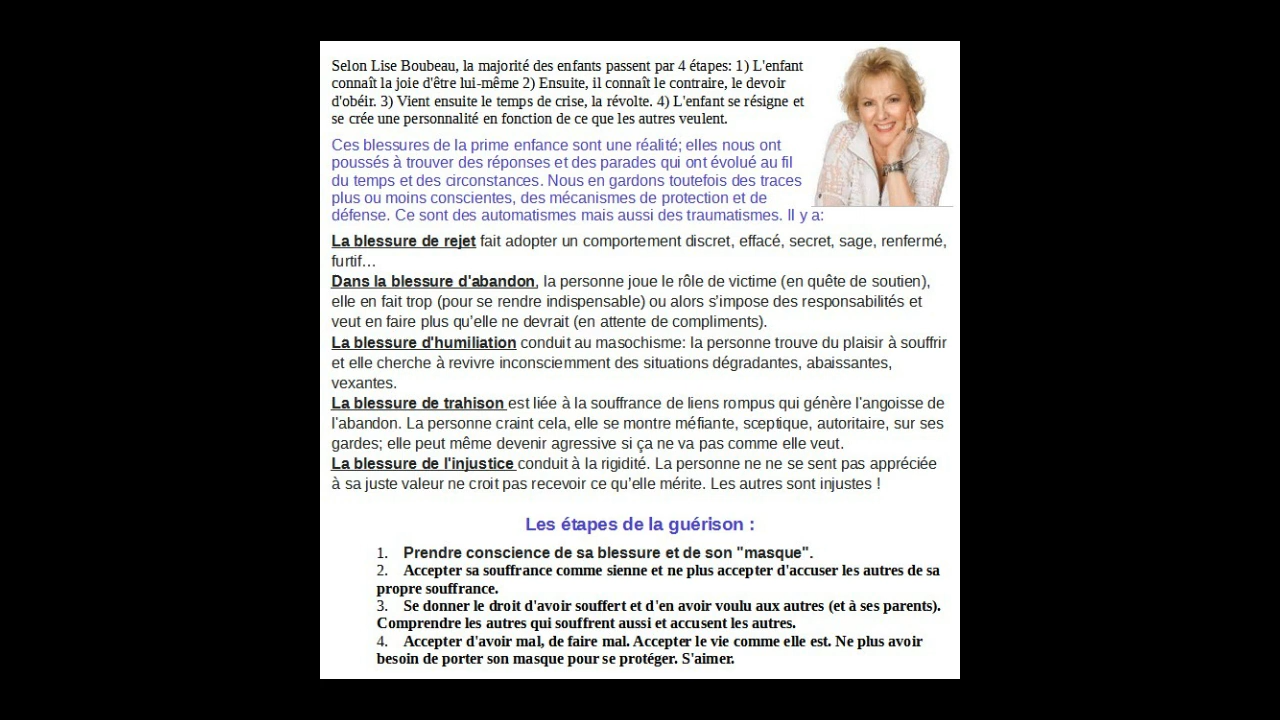 Selon Lise Boubeau, la majorité des enfants passent par 4 étapes: 1) L'enfant
connaît la joie d'être lui-même 2) Ensuite, il connaît le contraire, le devoir
d'obéir. 3) Vient ensuite le temps de crise, la révolte. 4) L'enfant se résigne et
se crée une personnalité en fonction de ce que les autres veulent.
Ces blessures de la prime enfance sont une réalité; elles nous ont
poussés à trouver des réponses et des parades qui ont évolué au fil
du temps et des circonstances. Nous en gardons toutefois des traces
plus ou moins conscientes, des mécanismes de protection et de
défense. Ce sont des automatismes mais aussi des traumatismes. Il y a:
La blessure de rejet fait adopter un comportement discret, effacé, secret, sage, renfermé,
furtif…
Dans la blessure d'abandon, la personne joue le rôle de victime (en quête de soutien),
elle en fait trop (pour se rendre indispensable) ou alors s'impose des responsabilités et
veut en faire plus qu'elle ne devrait (en attente de compliments).
La blessure d'humiliation conduit au masochisme: la personne trouve du plaisir à souffrir
et elle cherche à revivre inconsciemment des situations dégradantes, abaissantes,
vexantes.
La blessure de trahison est liée à la souffrance de liens rompus qui génère l'angoisse de
l'abandon. La personne craint cela, elle se montre méfiante, sceptique, autoritaire, sur ses
gardes; elle peut même devenir agressive si ça ne va pas comme elle veut.
La blessure de l'injustice conduit à la rigidité. La personne ne ne se sent pas appréciée
à sa juste valeur ne croit pas recevoir ce qu'elle mérite. Les autres sont injustes !
Les étapes de la guérison :
1. Prendre conscience de sa blessure et de son "masque".
2. Accepter sa souffrance comme sienne et ne plus accepter d'accuser les autres de sa
propre souffrance.
3. Se donner le droit d'avoir souffert et d'en avoir voulu aux autres (et à ses parents).
Comprendre les autres qui souffrent aussi et accusent les autres.
4. Accepter d'avoir mal, de faire mal. Accepter le vie comme elle est. Ne plus avoir
besoin de porter son masque pour se protéger. S'aimer.